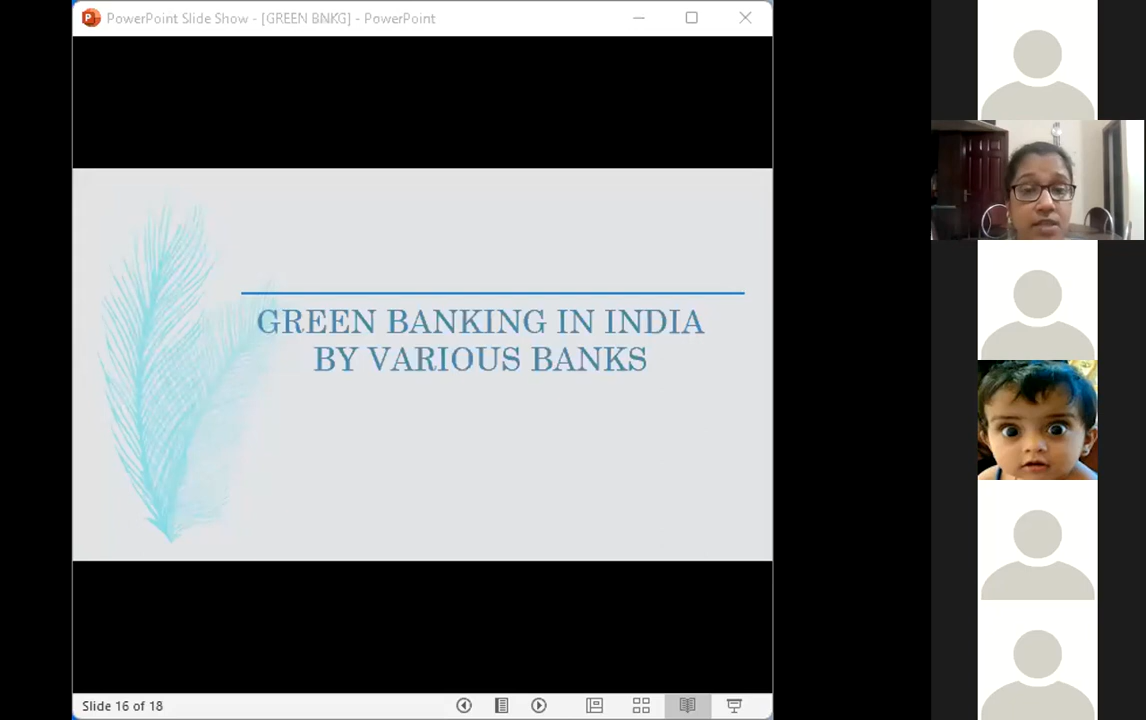 PowerPoint Slide Show - [GREEN BNKG] - PowerPoint
GREEN BANKING IN INDIA
BY VARIOUS BANKS
Slide 16 of 18